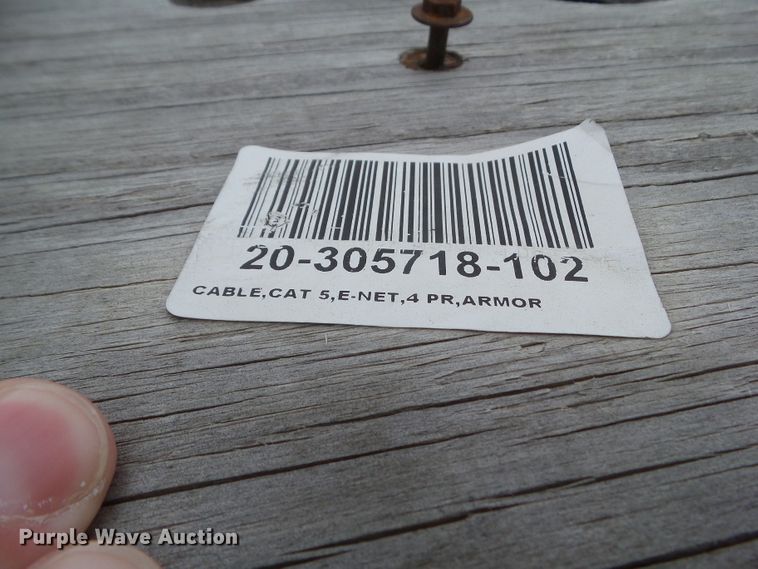 20-305718-102
CABLE,CAT 5,E-NET,4 PR,ARMOR
Purple Wave Auction